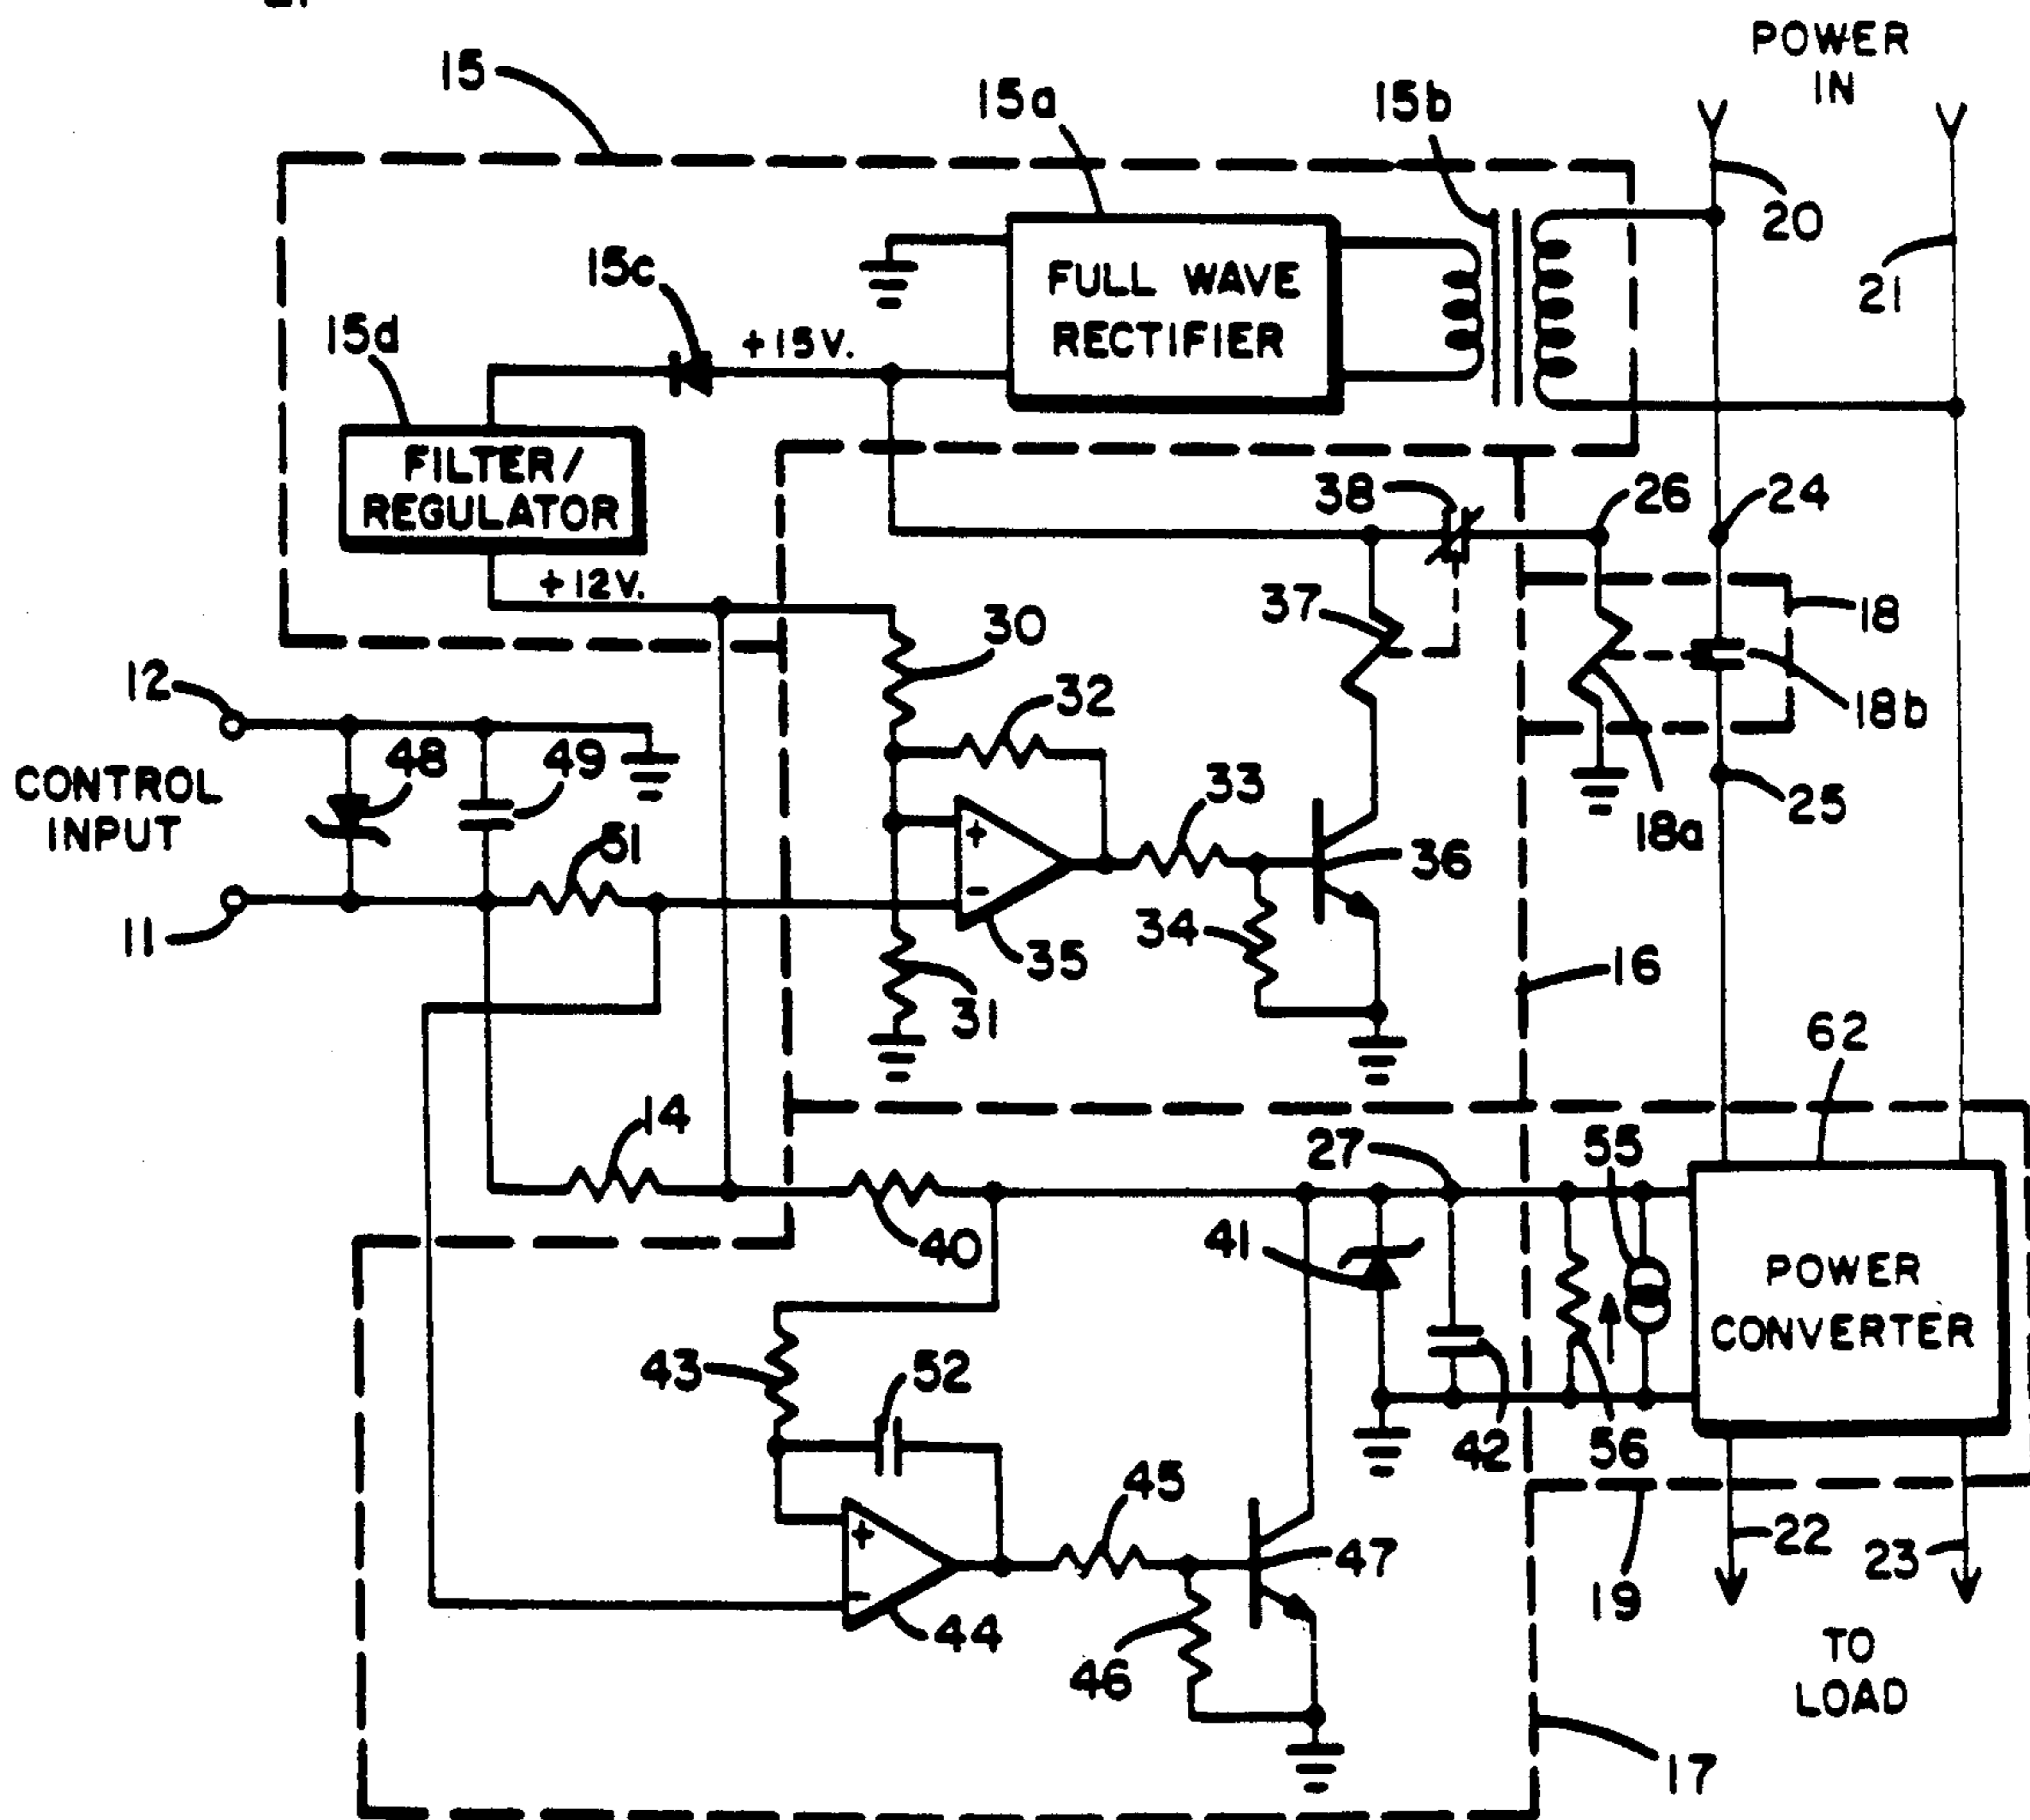 POWER
IN
15
15a
15b
20
21
15c
+15V.
FULL WAVE
RECTIFIER
15d
FILTER/
REGULATOR
+12V.
38
26
24
37
18
30
18b
12
32
CONTROL
INPUT
48
49
33
25
18a
51
36
11
35
34
31
16
62
14
27
55
40
41
POWER
CONVERTER
43
52
42
56
45
47
22
23
19
44
46
TO
LOAD
17
+
-
+
-